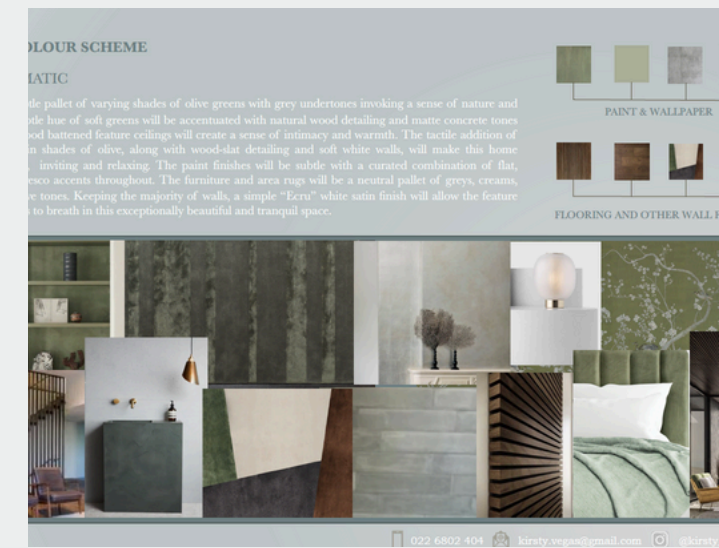 OLOUR SCHEME
MATIC
tle pallet of varying shades of olive greens with grey undertones invoking a sense of nature and
tle hue of soft greens will be accentuated with natural wood detailing and matte concrete tones
ood battened feature ceilings will create a sense of intimacy and warmth. The tactile addition of
in shades of olive, along with wood-slat detailing and soft white walls, will make this home
, inviting and relaxing. The paint finishes will be subtle with a curated combination of flat,
esco accents throughout. The furniture and area rugs will be a neutral pallet of greys, creams,
ve tones. Keeping the majority of walls, a simple “Ecru” white satin finish will allow the feature
s to breath in this exceptionally beautiful and tranquil space.
PAINT & WALLPAPER
FLOORING AND OTHER WALL F
022 6802 404 kirsty.vegas@gmail.com @kirsty